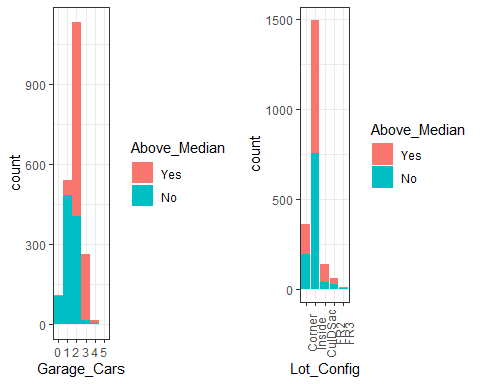 900
600
300
0
count
0 1 2 3 4 5
Garage_Cars
Above_Median
Yes
No
1500
1000
500
0
count
Corner
Inside
CulDSac
FR2
FR3
Lot_Config
Above_Median
Yes
No